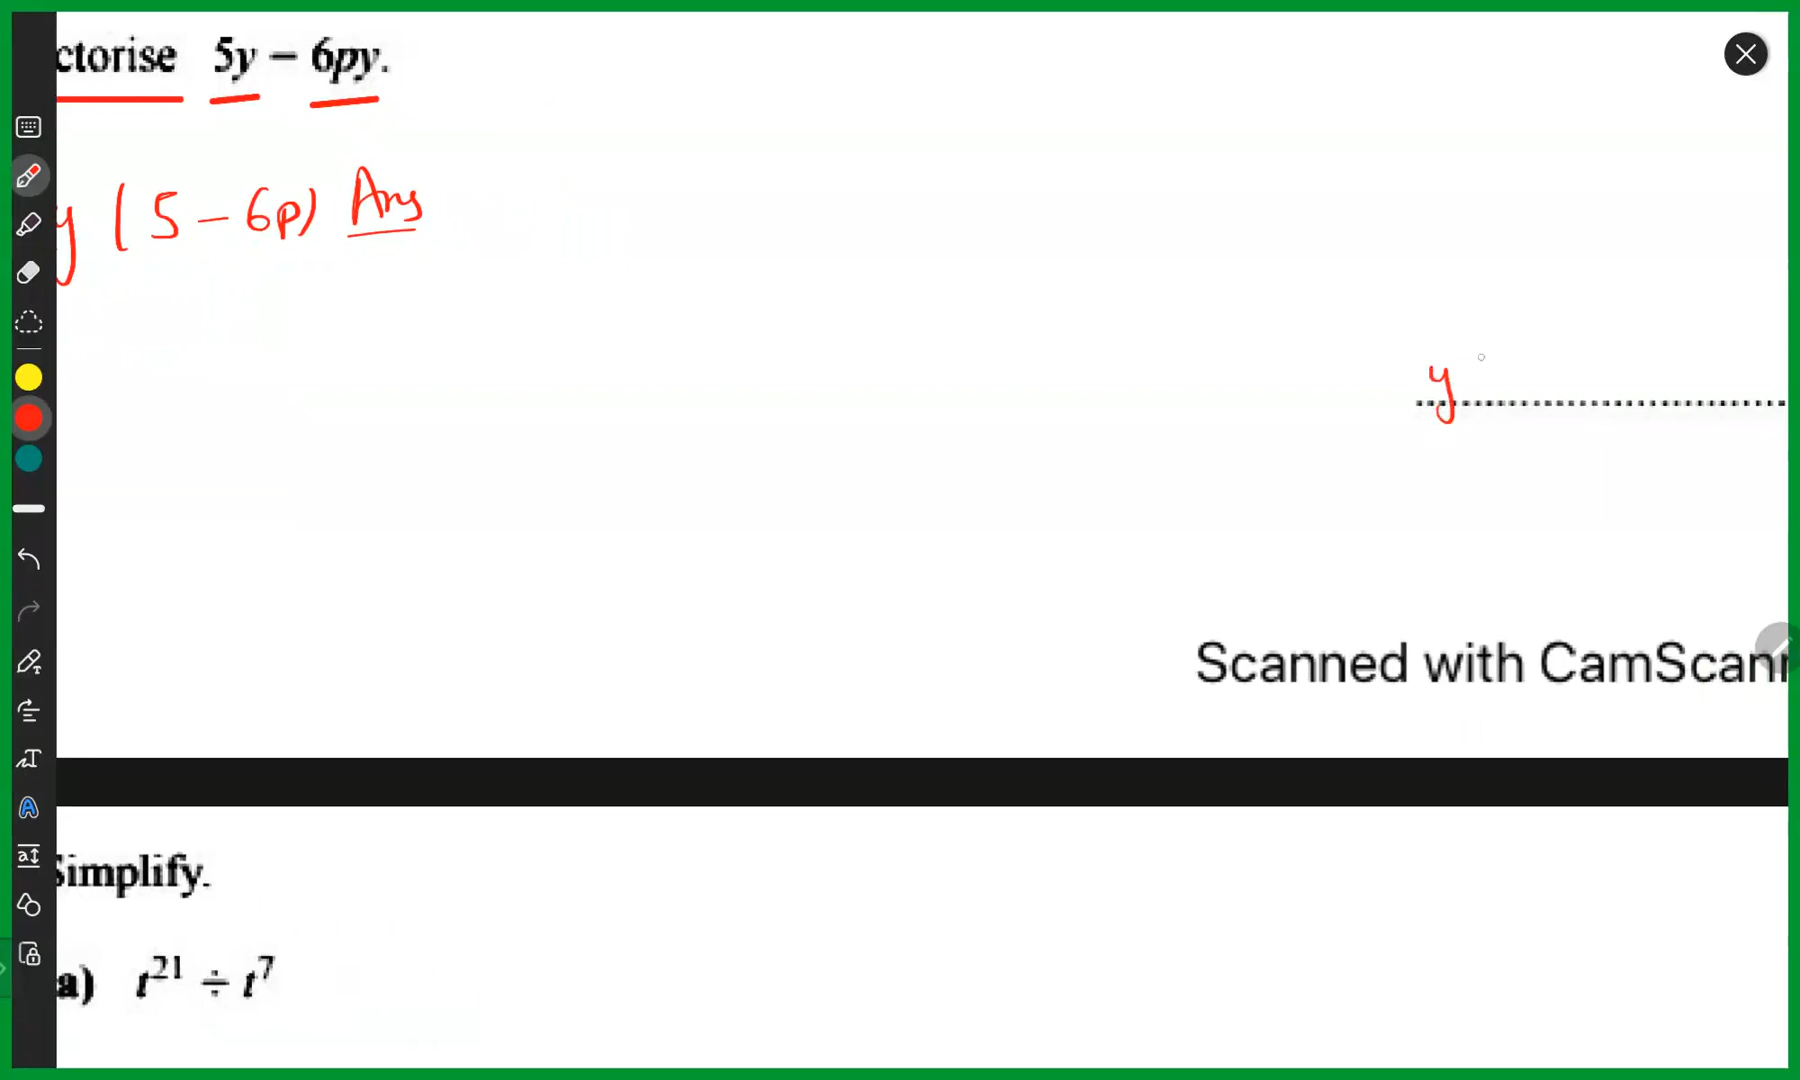 ctorise 5y – 6py.
y (5 – 6p) Ans
y
Scanned with CamScann
Simplify.
a) t²¹ ÷ t⁷